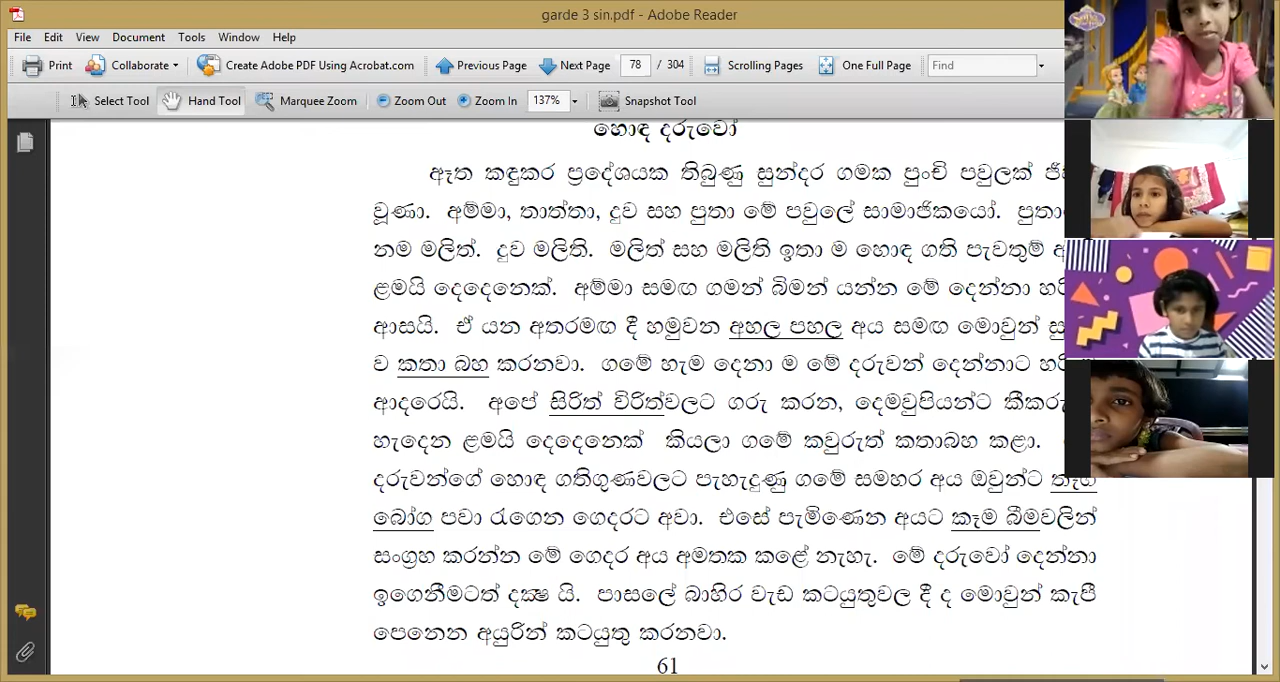 garde 3 sin.pdf - Adobe Reader
File Edit View Document Tools Window Help
Print Collaborate Create Adobe PDF Using Acrobat.com Previous Page Next Page 78 / 304 Scrolling Pages One Full Page Find
Select Tool Hand Tool Marquee Zoom Zoom Out Zoom In 137% Snapshot Tool
හොඳ දරුවෝ
ඈත කඳුකර ප්‍රදේශයක තිබුණු සුන්දර ගමක පුංචි පවුලක්
වූණා. අම්මා, තාත්තා, දුව සහ පුතා මේ පවුලේ සාමාජිකයෝ.
නම මලිත්. දුව මලිති. මලිත් සහ මලිති ඉතා ම හොඳ ගති පැවතුම්
ළමයි දෙදෙනෙක්. අම්මා සමඟ ගමන් බිමන් යන්න මේ දෙන්නා
ආසයි. ඒ යන අතරමඟ දී හමුවන අහල පහල අය සමඟ මොවුන්
ව කතා බහ කරනවා. ගමේ හැම දෙනා ම මේ දරුවන් දෙන්නාට
ආදරෙයි. අපේ සිරිත් විරිත්වලට ගරු කරන, දෙමවුපියන්ට
හැදෙන ළමයි දෙදෙනෙක් කියලා ගමේ කවුරුත් කතාබහ කළා.
දරුවන්ගේ හොඳ ගතිගුණවලට පැහැදුණු ගමේ සමහර අය ඔවුන්ට තෑගි
බෝග පවා රැගෙන ගෙදරට අවා. එසේ පැමිණෙන අයට කෑම බීමවලින්
සංග්‍රහ කරන්න මේ ගෙදර අය අමතක කළේ නැහැ. මේ දරුවෝ දෙන්නා
ඉගෙනීමටත් දක්‍ෂ යි. පාසලේ බාහිර වැඩ කටයුතුවල දී ද මොවුන් කැපී
පෙනෙන අයුරින් කටයුතු කරනවා.
61